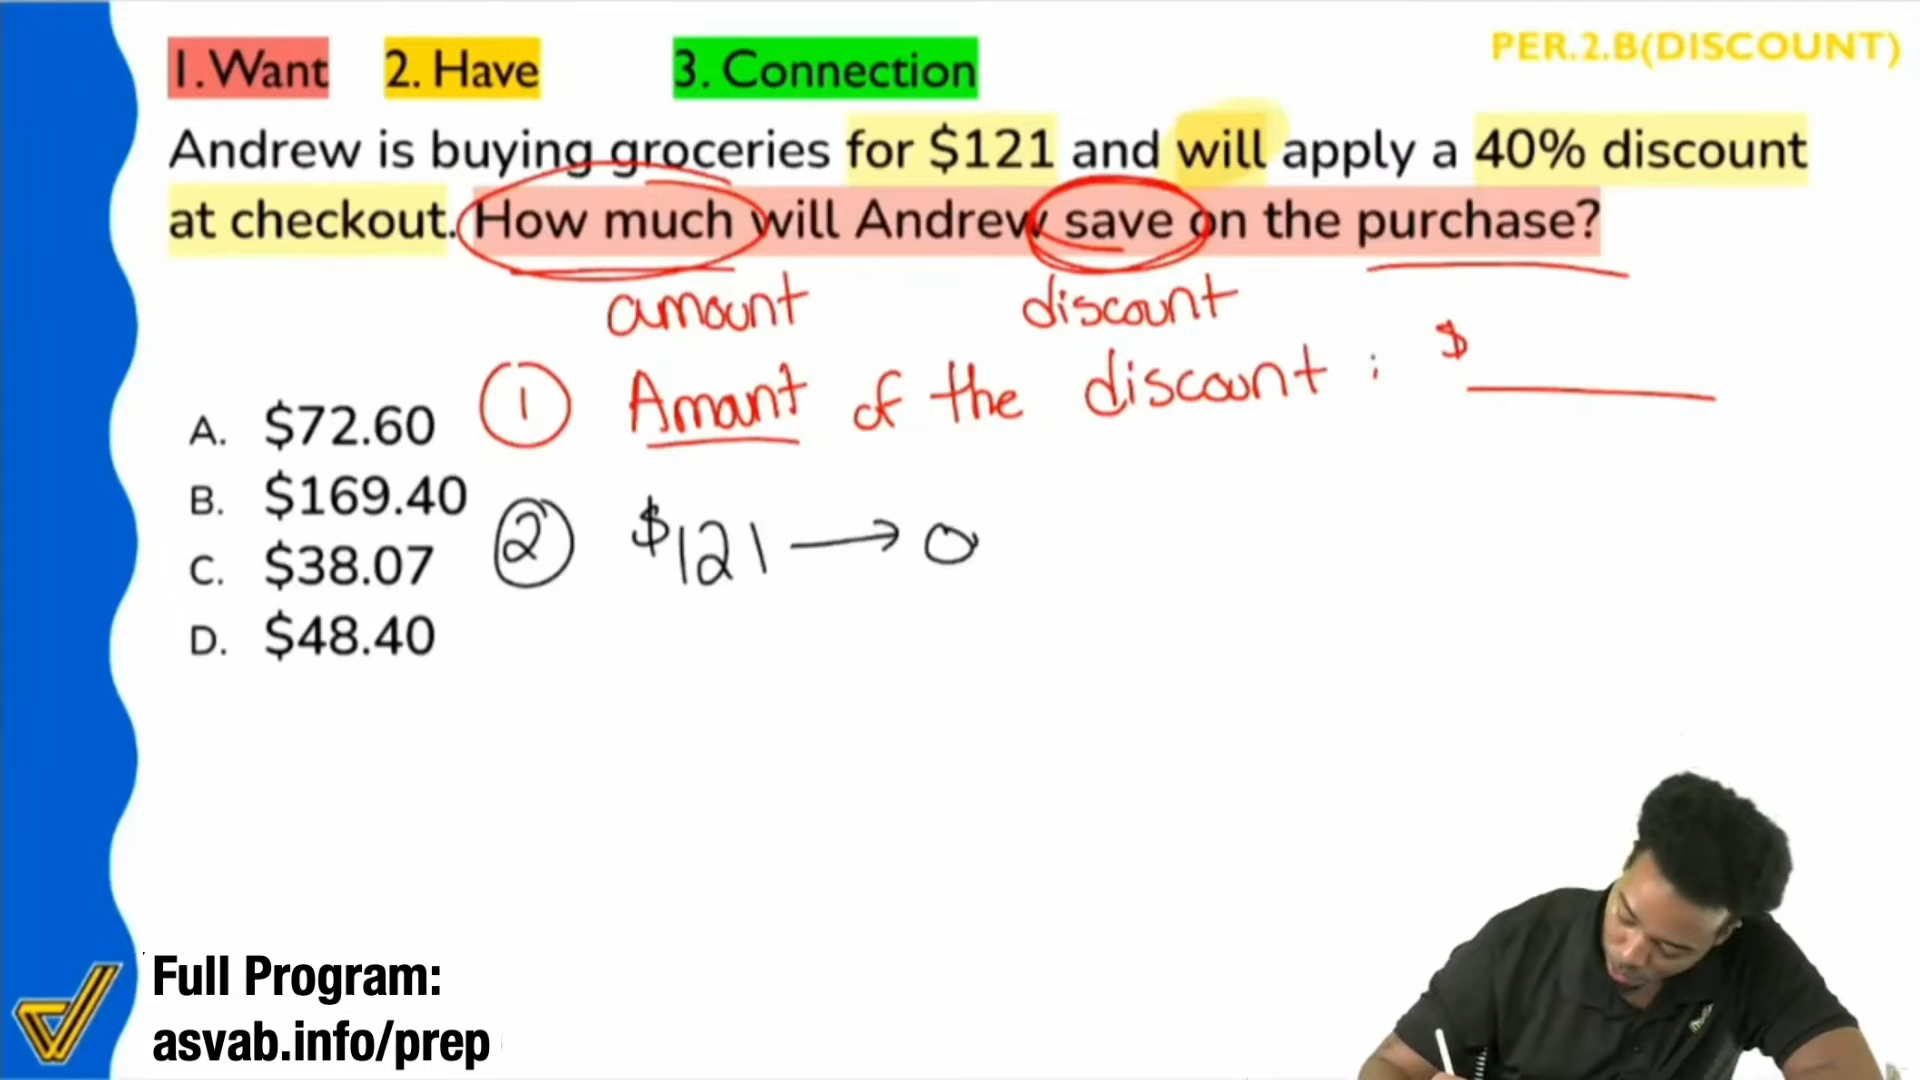 1. Want 2. Have 3. Connection PER.2.B(DISCOUNT)
Andrew is buying groceries for $121 and will apply a 40% discount
at checkout. How much will Andrew save on the purchase?
amount discount
1 Amount of the discount : $
A. $72.60
B. $169.40
2 $121 → o
C. $38.07
D. $48.40
Full Program:
asvab.info/prep